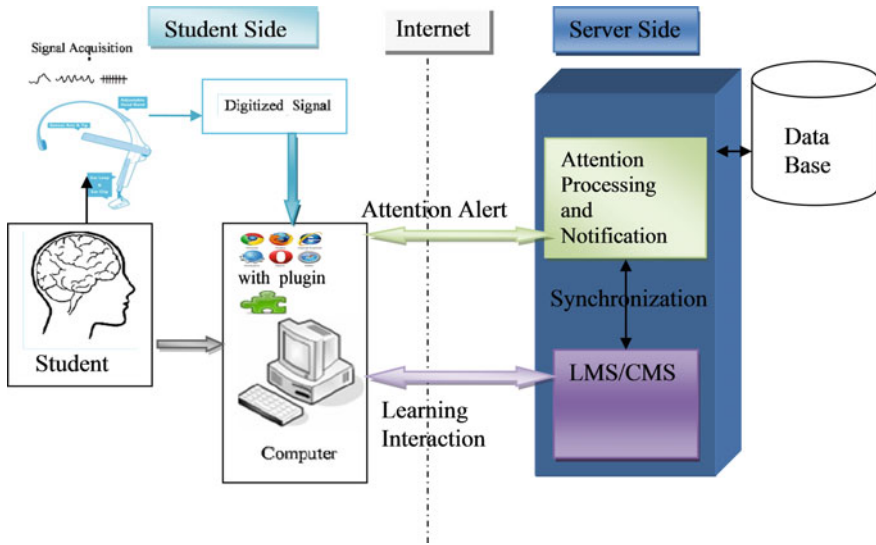 Student Side
Internet
Server Side
Signal Acquisition
Digitized Signal
Data
Base
Attention
Processing
and
Notification
Attention Alert
with plugin
Synchronization
Student
LMS/CMS
Learning
Interaction
Computer